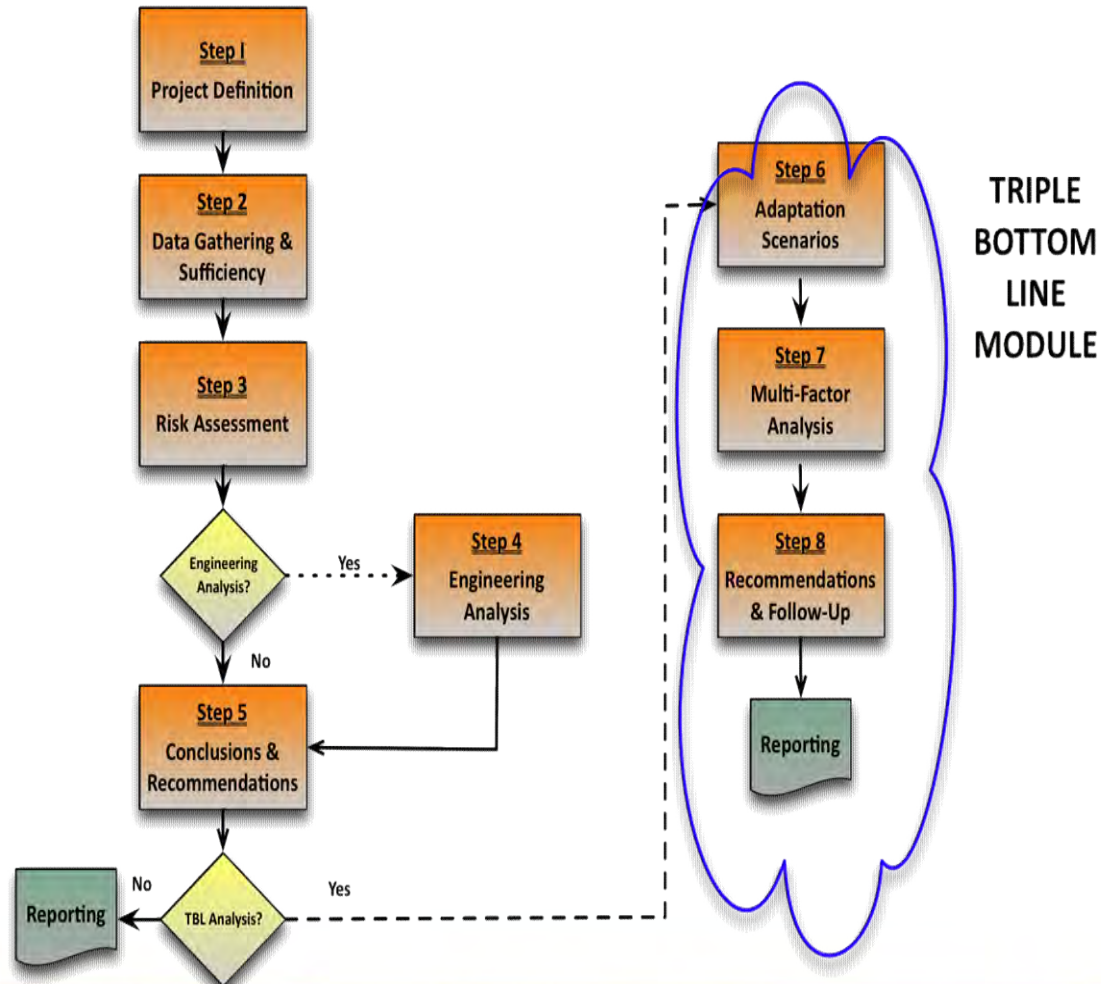 Step I
Project Definition
Step 2
Data Gathering &
Sufficiency
Step 3
Risk Assessment
Engineering
Analysis?
Yes
Step 4
Engineering
Analysis
No
Step 5
Conclusions &
Recommendations
TBL Analysis?
No
Reporting
Yes
Step 6
Adaptation
Scenarios
Step 7
Multi-Factor
Analysis
Step 8
Recommendations
& Follow-Up
Reporting
TRIPLE
BOTTOM
LINE
MODULE